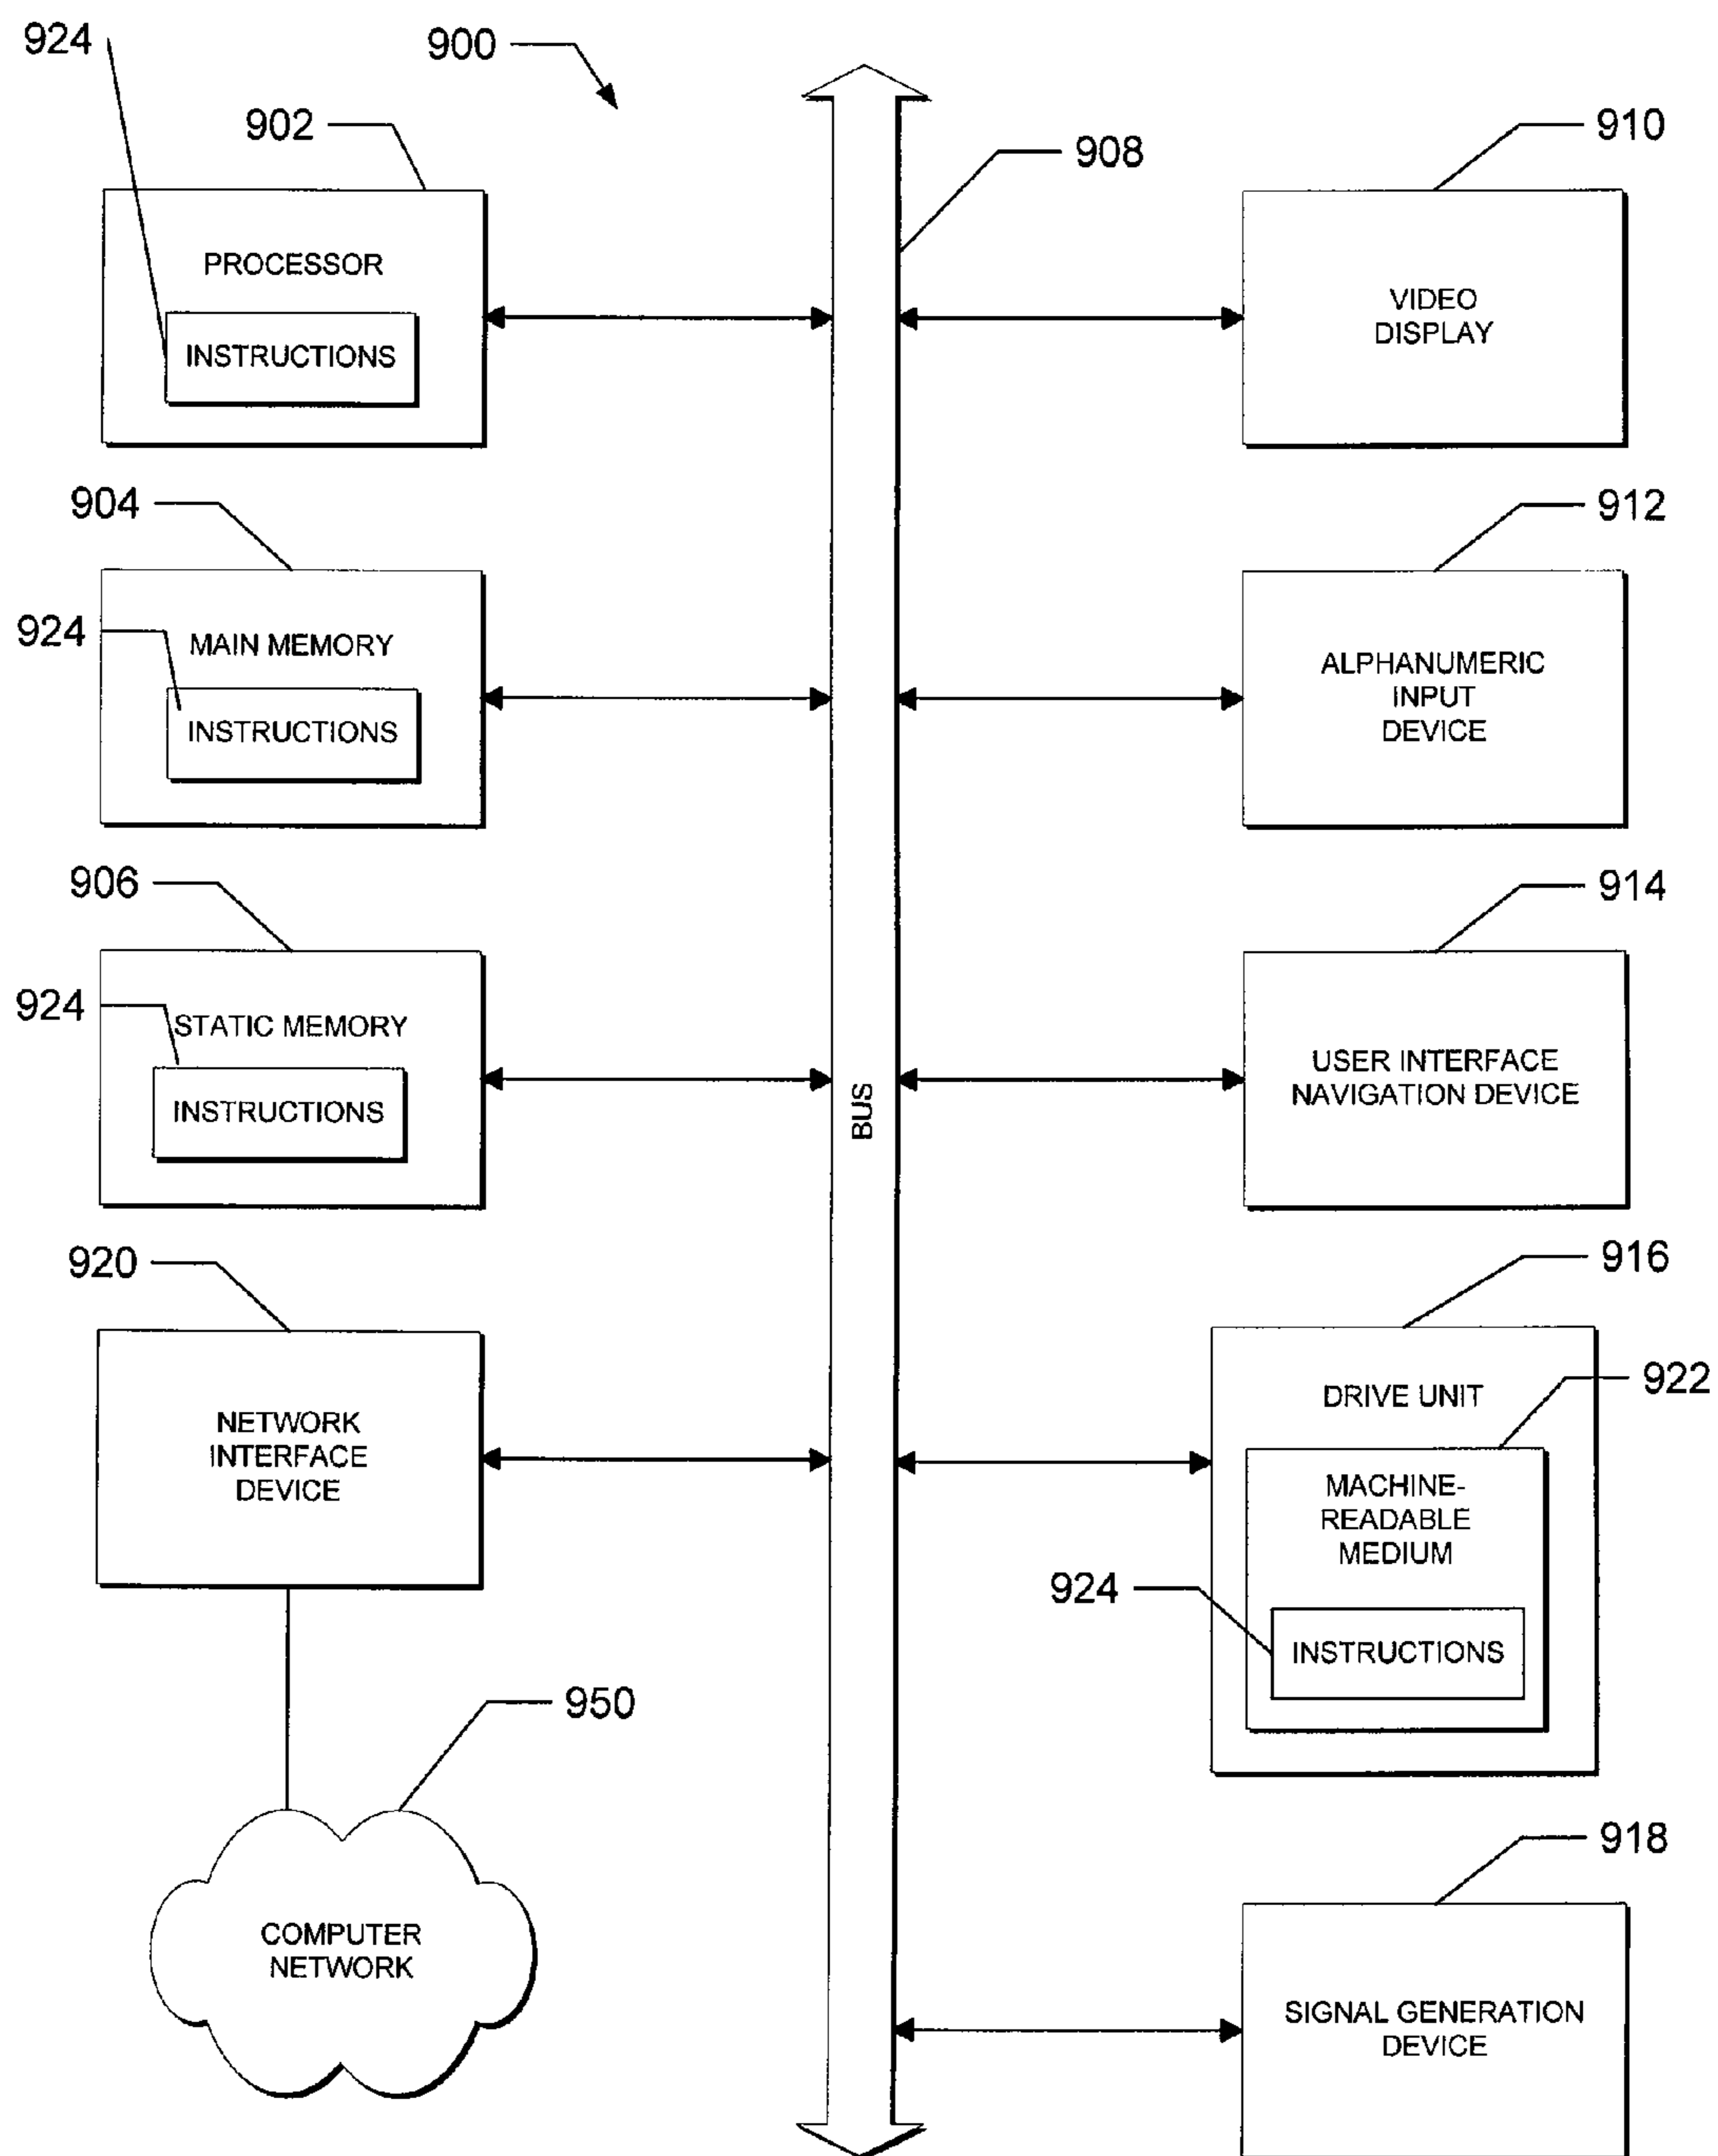 924
900
902
908
910
PROCESSOR
INSTRUCTIONS
VIDEO
DISPLAY
904
912
924
MAIN MEMORY
INSTRUCTIONS
ALPHANUMERIC
INPUT
DEVICE
906
914
924
STATIC MEMORY
INSTRUCTIONS
BUS
USER INTERFACE
NAVIGATION DEVICE
920
916
NETWORK
INTERFACE
DEVICE
DRIVE UNIT
922
MACHINE-
READABLE
MEDIUM
924
INSTRUCTIONS
950
COMPUTER
NETWORK
918
SIGNAL GENERATION
DEVICE